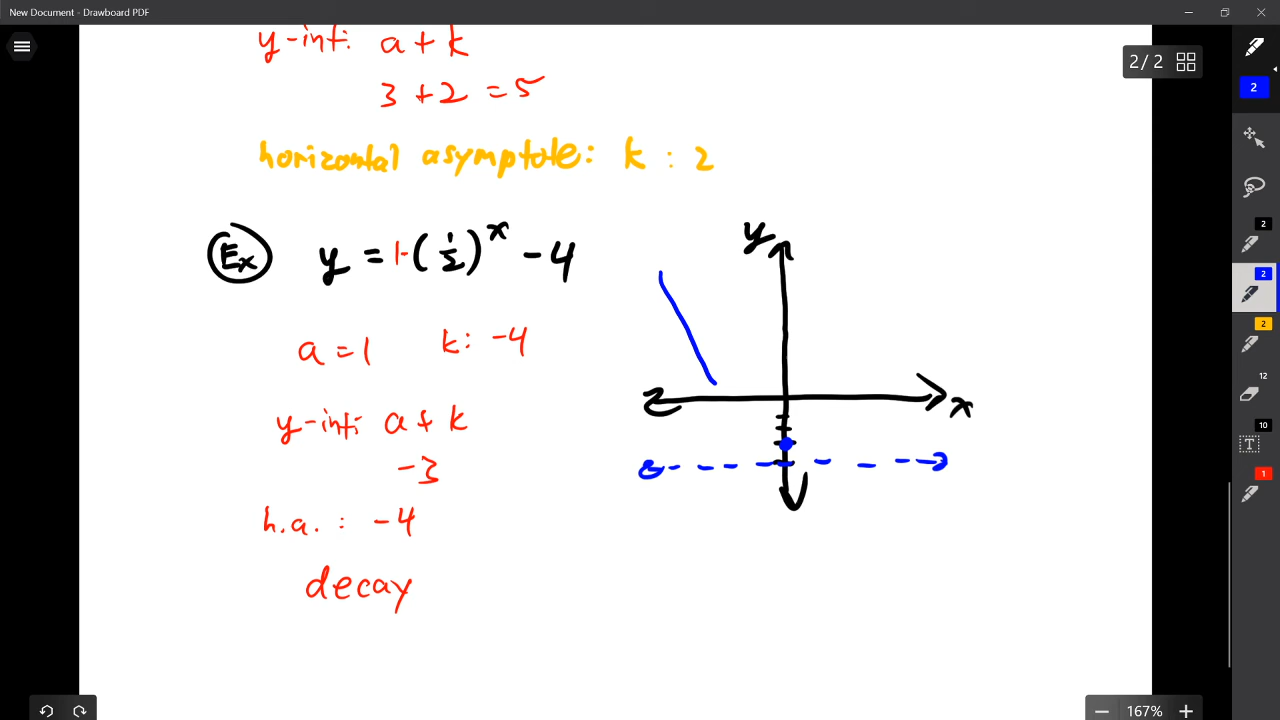 New Document - Drawboard PDF
y-int: a + k
3 + 2 = 5
2 / 2
2
horizontal asymptote: k : 2
Ex y = 1·(1/2)^x - 4
y
2
2
2
a = 1 k: -4
12
x
y-int: a + k
10
T
-3
1
h.a. : -4
decay
167%